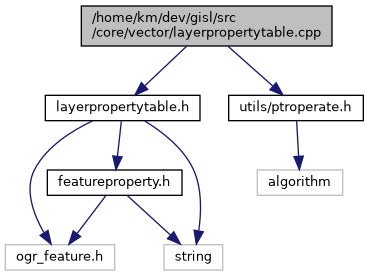 /home/km/dev/gisl/src
/core/vector/layerpropertytable.cpp
layerpropertytable.h
utils/ptroperate.h
featureproperty.h
algorithm
ogr_feature.h
string